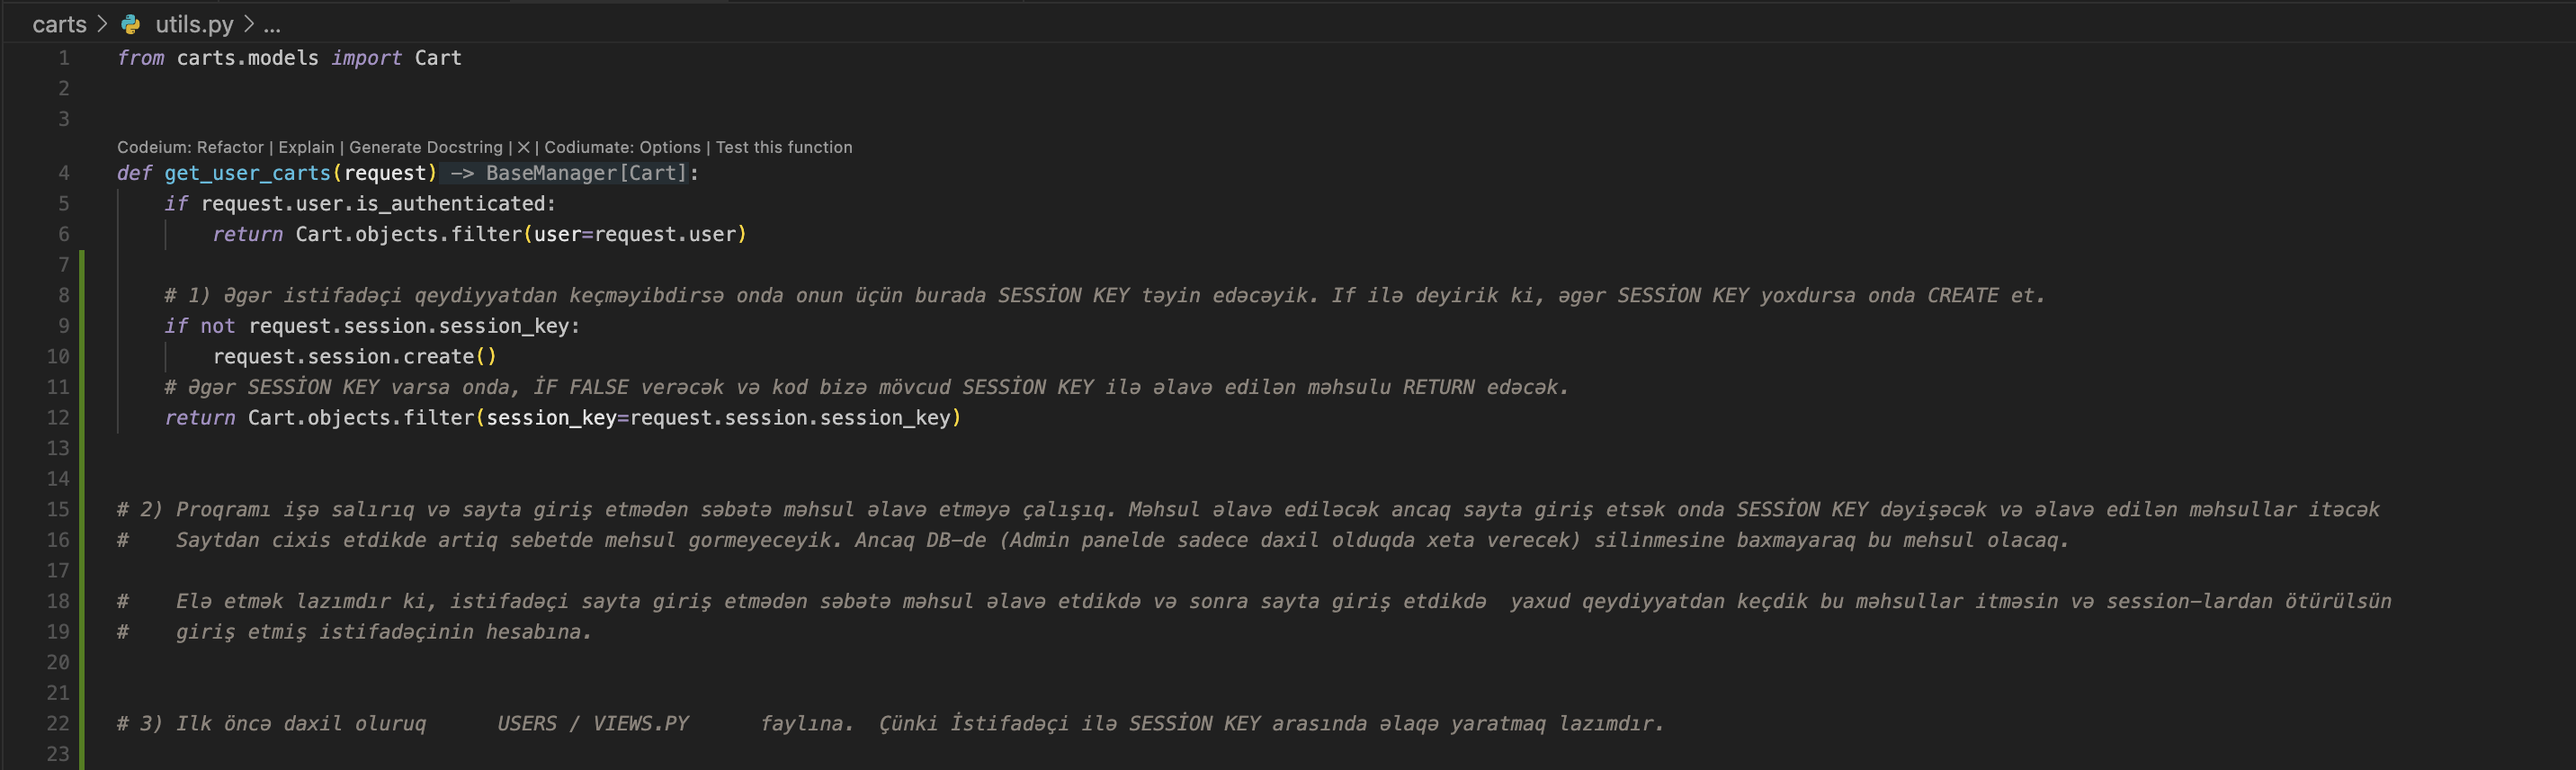 carts > utils.py > ...
1 from carts.models import Cart
2
3
Codeium: Refactor | Explain | Generate Docstring | X | Codiumate: Options | Test this function
4 def get_user_carts(request) -> BaseManager[Cart]:
5 if request.user.is_authenticated:
6 return Cart.objects.filter(user=request.user)
7
8 # 1) Əgər istifadəçi qeydiyyatdan keçməyibdirsə onda onun üçün burada SESSİON KEY təyin edəcəyik. If ilə deyirik ki, əgər SESSİON KEY yoxdursa onda CREATE et.
9 if not request.session.session_key:
10 request.session.create()
11 # Əgər SESSİON KEY varsa onda, İF FALSE verəcək və kod bizə mövcud SESSİON KEY ilə əlavə edilən məhsulu RETURN edəcək.
12 return Cart.objects.filter(session_key=request.session.session_key)
13
14
15 # 2) Proqramı işə salırıq və sayta giriş etmədən səbətə məhsul əlavə etməyə çalışıq. Məhsul əlavə ediləcək ancaq sayta giriş etsək onda SESSİON KEY dəyişəcək və əlavə edilən məhsullar itəcək
16 # Saytdan cixis etdikde artiq sebetde mehsul gormeyeceyik. Ancaq DB-de (Admin panelde sadece daxil olduqda xeta verecek) silinmesine baxmayaraq bu mehsul olacaq.
17
18 # Elə etmək lazımdır ki, istifadəçi sayta giriş etmədən səbətə məhsul əlavə etdikdə və sonra sayta giriş etdikdə  yaxud qeydiyyatdan keçdik bu məhsullar itməsin və session-lardan ötürülsün
19 # giriş etmiş istifadəçinin hesabına.
20
21
22 # 3) Ilk öncə daxil oluruq USERS / VIEWS.PY faylına. Çünki İstifadəçi ilə SESSİON KEY arasında əlaqə yaratmaq lazımdır.
23